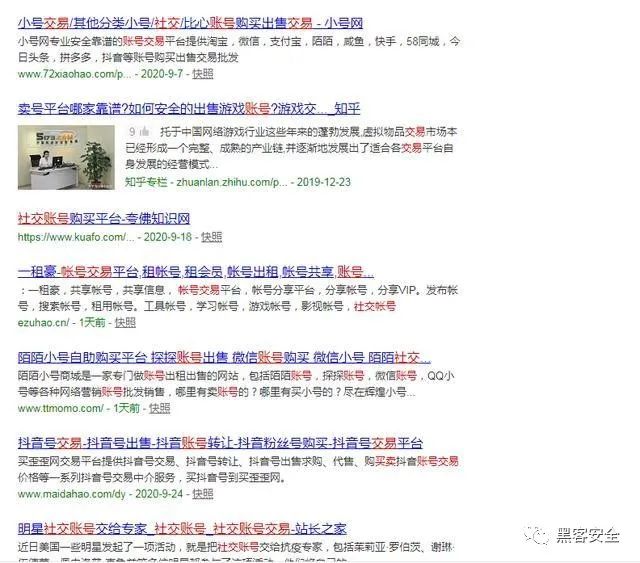 小号交易/其他分类小号/社交/比心账号购买出售交易 - 小号网
小号网专业安全靠谱的账号交易平台提供淘宝，微信，支付宝，陌陌，咸鱼，快手，58同城，今
日头条，拼多多，抖音等账号购买出售交易批发
www.72xiaohao.com/p... - 2020-9-7 - 快照
卖号平台哪家靠谱?如何安全的出售游戏账号?游戏交..._知乎
9 托于中国网络游戏行业这些年来的蓬勃发展,虚拟物品交易市场本
已经形成一个完整、成熟的产业链,并逐渐地发展出了适合各交易平台自
身发展的经营模式...
知乎专栏 - zhuanlan.zhihu.com/p... - 2019-12-23
社交账号购买平台-夸佛知识网
https://www.kuafo.com/... - 2020-9-18 - 快照
一租豪-帐号交易平台,租帐号,租会员,帐号出租,帐号共享,账号...
：一租豪，共享帐号，共享信息， 帐号交易平台，帐号分享平台，分享帐号，分享VIP。发布帐
号，搜素帐号，租用帐号。工具帐号，学习帐号，游戏帐号，影视帐号，社交帐号
ezuhao.cn/ - 1天前 - 快照
陌陌小号自助购买平台 探探账号出售 微信账号购买 微信小号 陌陌社交...
陌陌小号商城是一家专门做账号出租出售的网站，包括陌陌账号，探探账号，微信账号，QQ小
号等各种网络营销账号批发销售，哪里有卖账号的？哪里有买小号的？尽在辉煌小号...
www.ttmomo.com/ - 1天前 - 快照
抖音号交易-抖音号出售-抖音账号转让-抖音粉丝号购买-抖音号交易平台
买歪歪网交易平台提供抖音号交易、抖音号转让、抖音号出售求购、代售、购买卖抖音账号交易
价格等一系列抖音号交易中介服务，买抖音号到买歪歪网。
www.maidahao.com/dy - 2020-9-24 - 快照
明星社交账号交给专家_社交账号_社交账号交易-站长之家
近日美国一些明星发起了一项活动，就是把社交账号交给抗疫专家，包括茱莉亚·罗伯茨、谢琳·
黑客安全